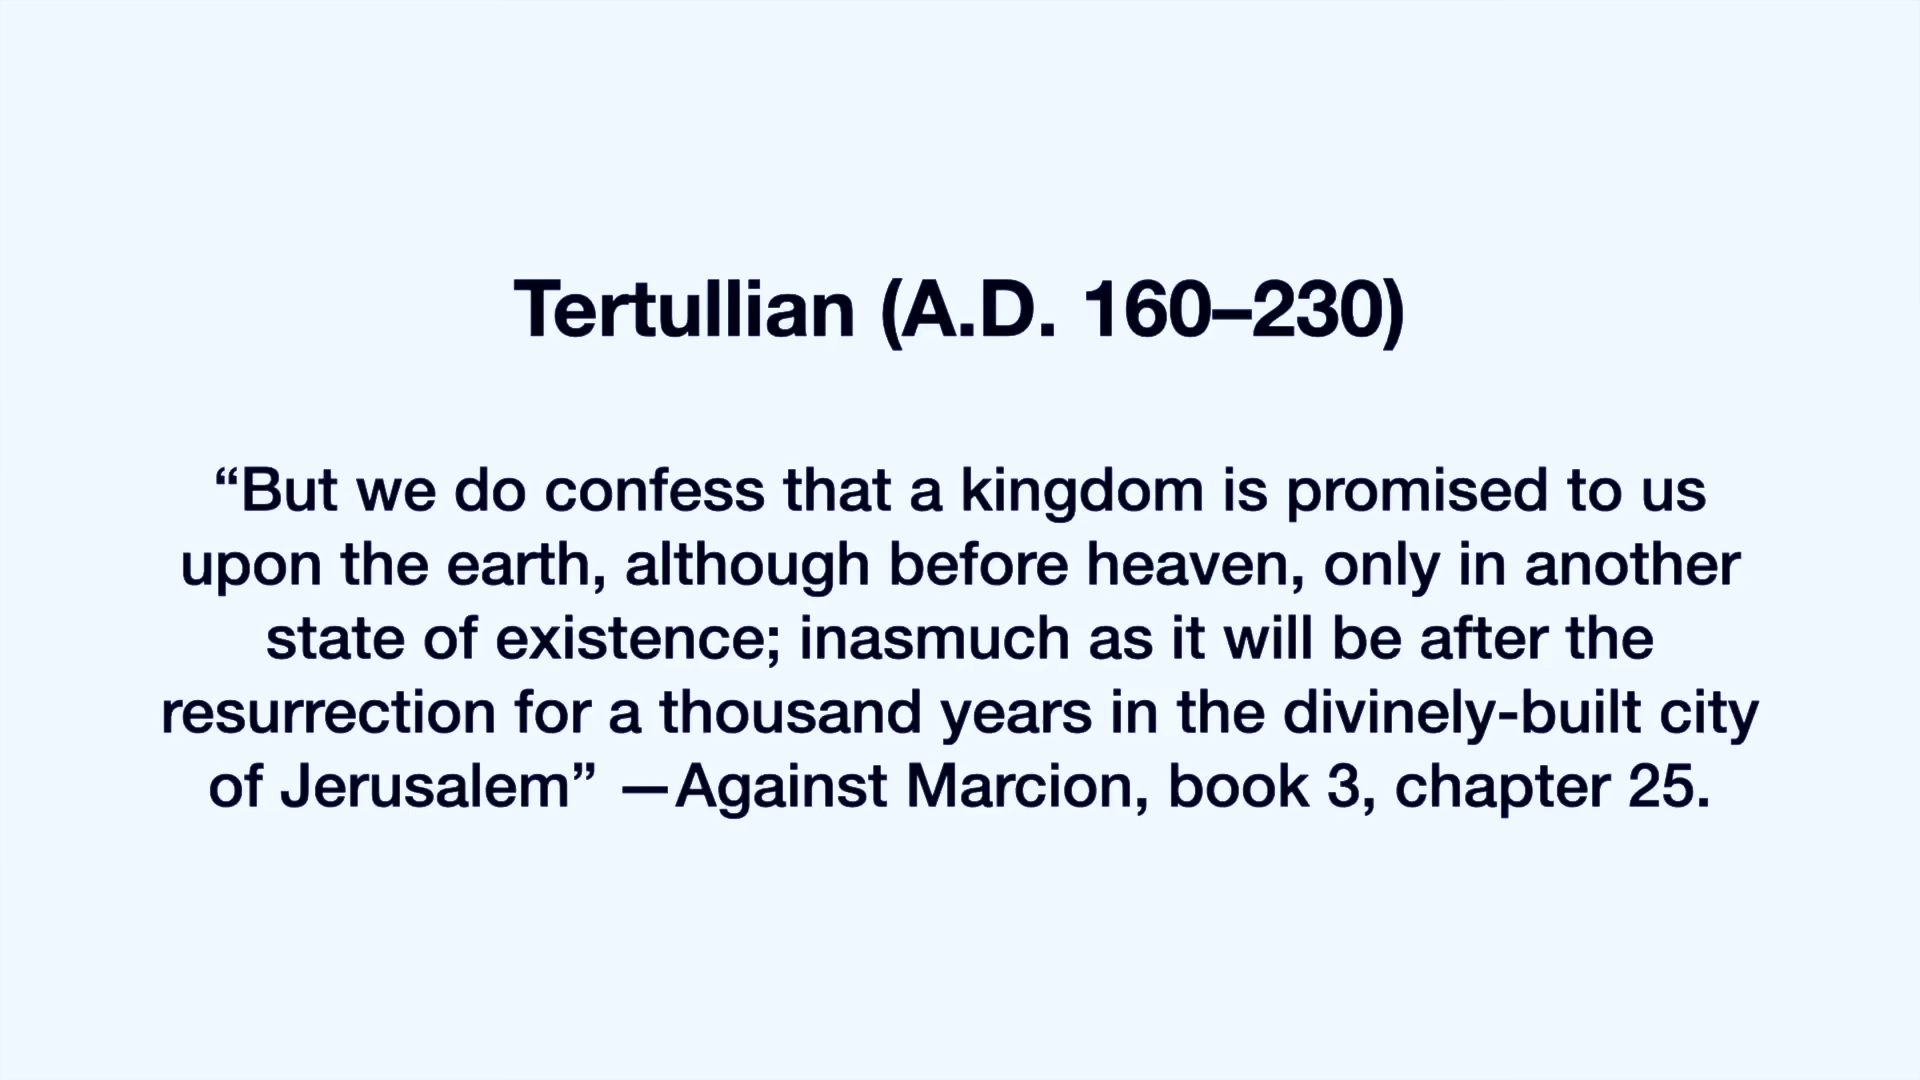 Tertullian (A.D. 160–230)
“But we do confess that a kingdom is promised to us
upon the earth, although before heaven, only in another
state of existence; inasmuch as it will be after the
resurrection for a thousand years in the divinely-built city
of Jerusalem” —Against Marcion, book 3, chapter 25.